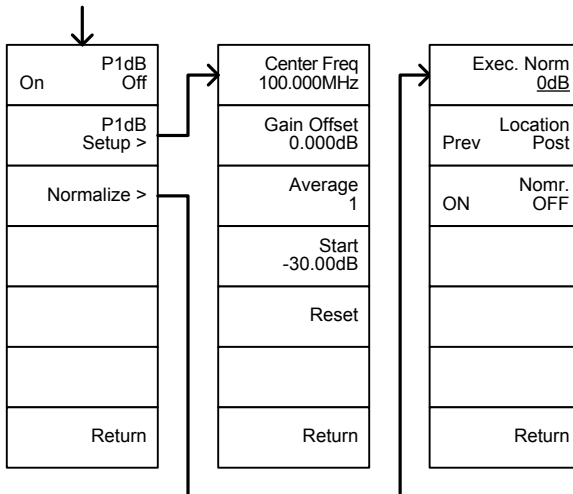 P1dB
On Off
P1dB
Setup >
Normalize >
Return
Center Freq
100.000MHz
Gain Offset
0.000dB
Average
1
Start
-30.00dB
Reset
Return
Exec. Norm
0dB
Location
Prev Post
Nomr.
ON OFF
Return